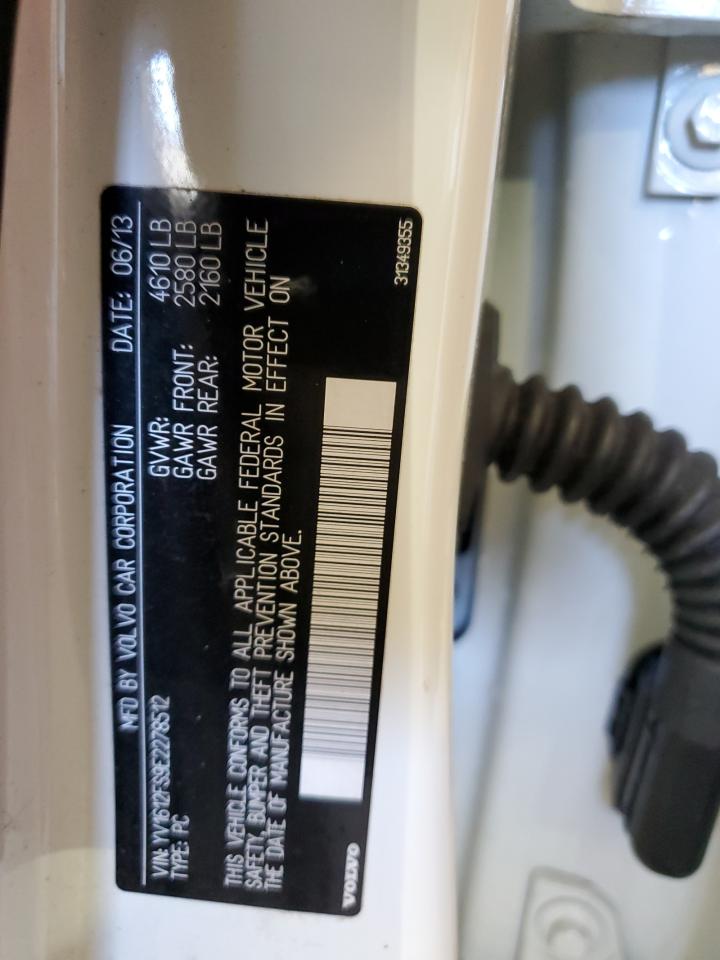 MFD BY VOLVO CAR CORPORATION DATE: 06/13
VIN: YV1612FS9E2278512
TYPE: PC
GVWR: 4610 LB
GAWR FRONT: 2580 LB
GAWR REAR: 2160 LB
THIS VEHICLE CONFORMS TO ALL APPLICABLE FEDERAL MOTOR VEHICLE
SAFETY, BUMPER AND THEFT PREVENTION STANDARDS IN EFFECT ON
THE DATE OF MANUFACTURE SHOWN ABOVE.
VOLVO
31349355